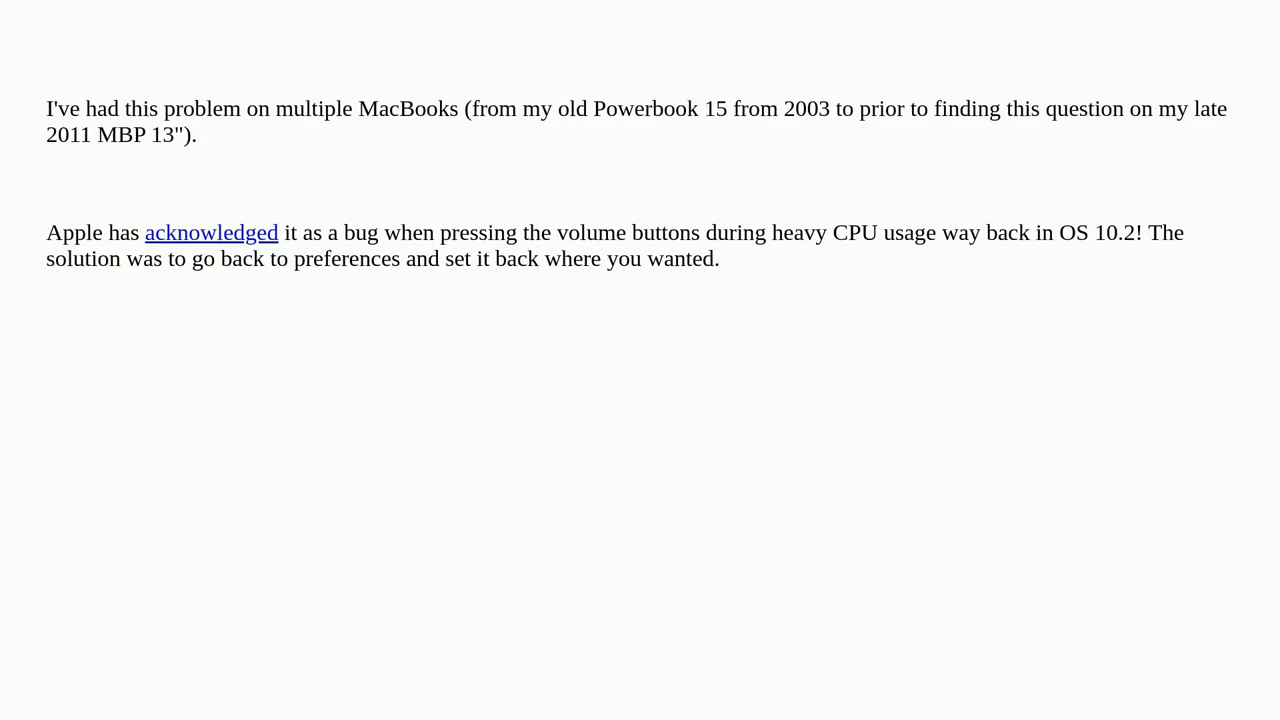 I've had this problem on multiple MacBooks (from my old Powerbook 15 from 2003 to prior to finding this question on my late
2011 MBP 13").
Apple has acknowledged it as a bug when pressing the volume buttons during heavy CPU usage way back in OS 10.2! The
solution was to go back to preferences and set it back where you wanted.